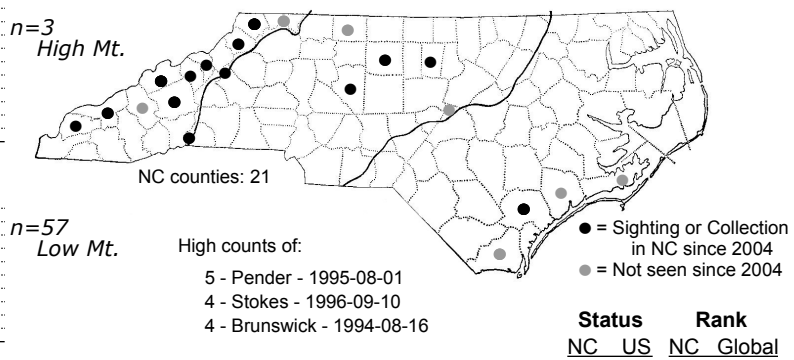 n=3
High Mt.
NC counties: 21
n=57
Low Mt.
High counts of:
5 - Pender - 1995-08-01
4 - Stokes - 1996-09-10
4 - Brunswick - 1994-08-16
= Sighting or Collection
in NC since 2004
= Not seen since 2004
Status Rank
NC US NC Global